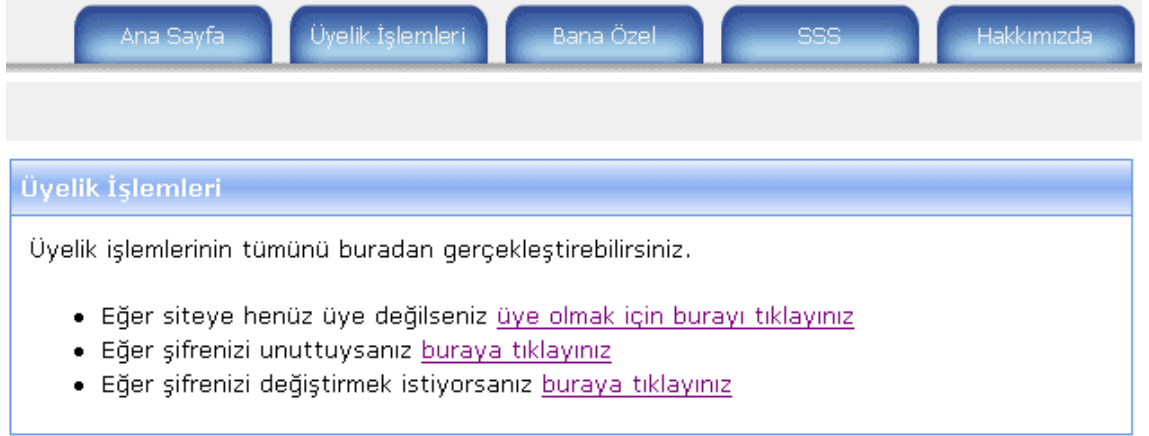 Ana Sayfa Üyelik İşlemleri Bana Özel SSS Hakkımızda
Üyelik İşlemleri
Üyelik işlemlerinin tümünü buradan gerçekleştirebilirsiniz.
• Eğer siteye henüz üye değilseniz üye olmak için burayı tıklayınız
• Eğer şifrenizi unuttuysanız buraya tıklayınız
• Eğer şifrenizi değiştirmek istiyorsanız buraya tıklayınız